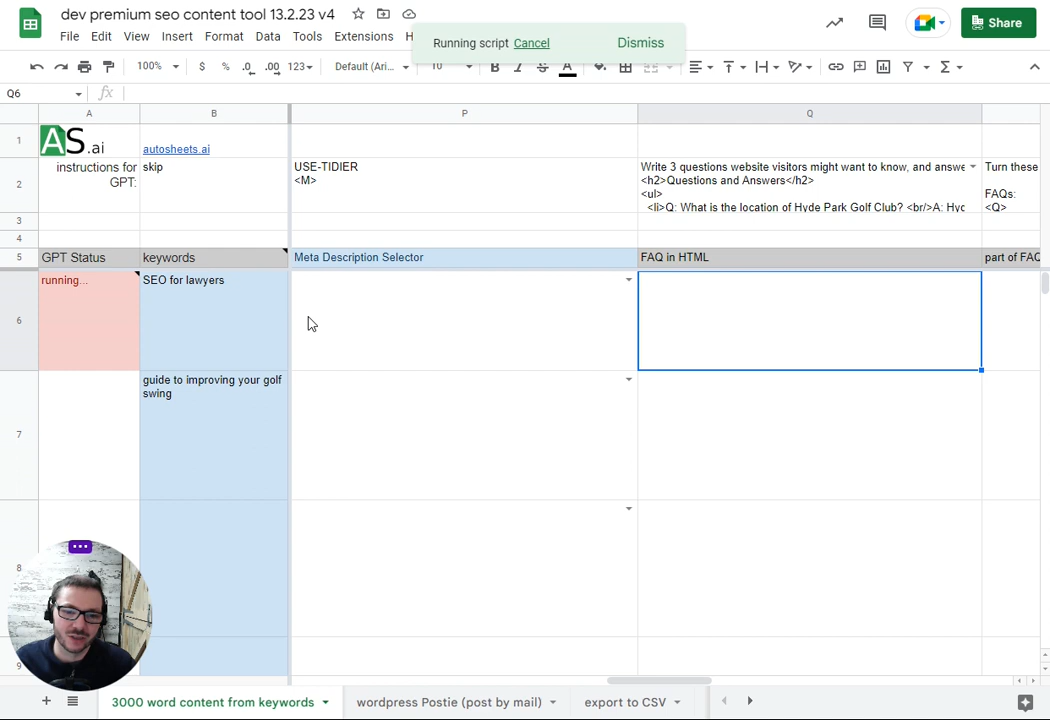 dev premium seo content tool 13.2.23 v4
Share
File Edit View Insert Format Data Tools Extensions H
Running script Cancel Dismiss
100% $ % .0 .00 123 Default (Ari... 10 B I S A Σ
Q6 fx
A B P Q
1 AS.ai autosheets.ai
2 instructions for GPT:
skip
USE-TIDIER
<M>
Write 3 questions website visitors might want to know, and answe
<h2>Questions and Answers</h2>
<ul>
<li>Q: What is the location of Hyde Park Golf Club? <br/>A: Hyc
Turn these
FAQs:
<Q>
3
4
5 GPT Status keywords Meta Description Selector FAQ in HTML part of FAQ
6 running... SEO for lawyers
7 guide to improving your golf
swing
8
9
+ 3000 word content from keywords wordpress Postie (post by mail) export to CSV